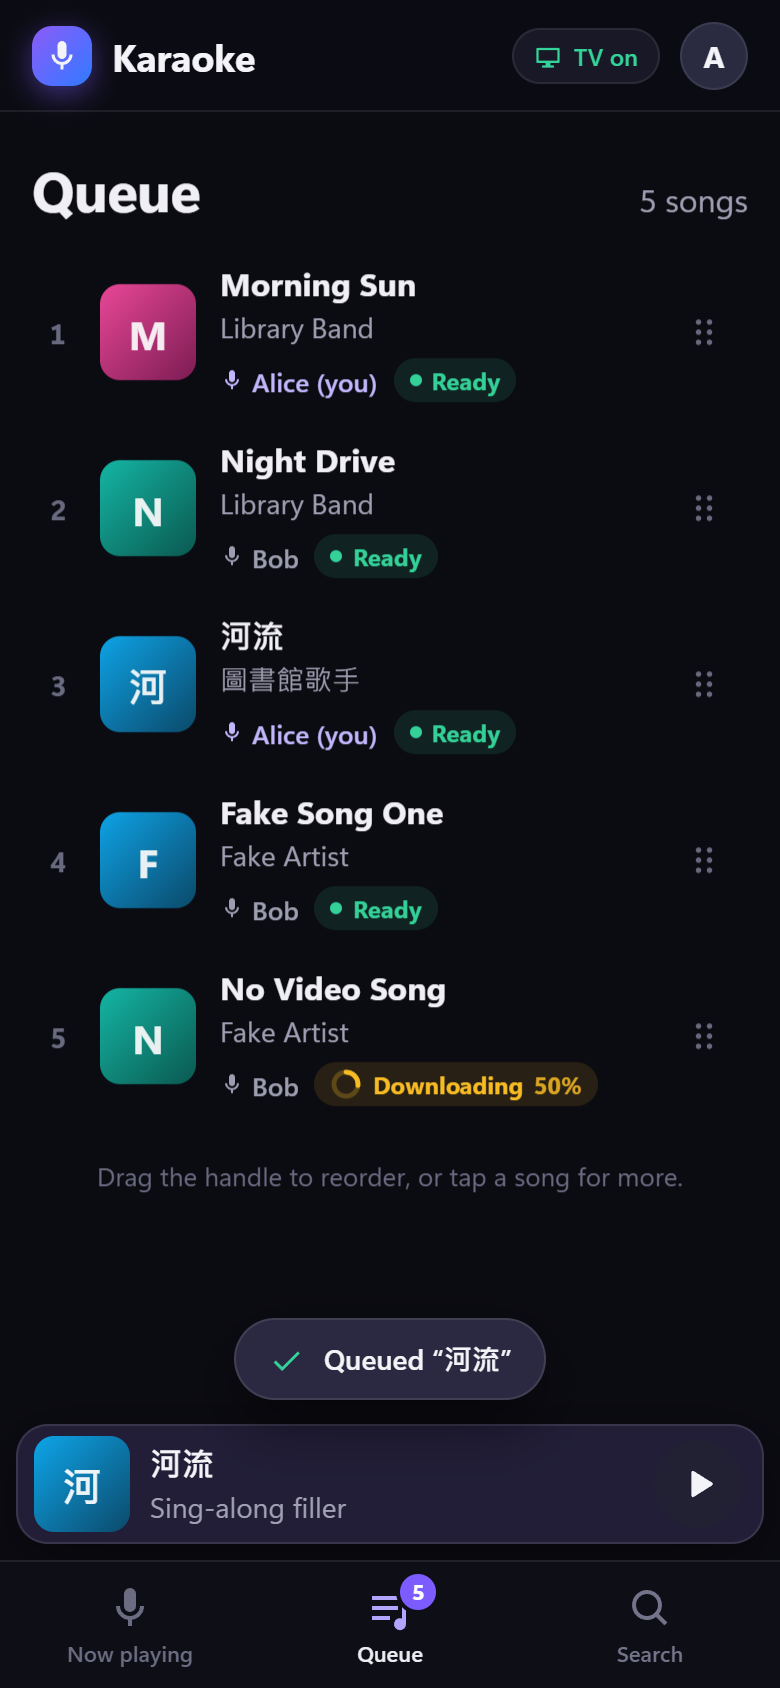 Karaoke
TV on
A
Queue
5 songs
1
M
Morning Sun
Library Band
Alice (you)
Ready
2
N
Night Drive
Library Band
Bob
Ready
3
河
河流
圖書館歌手
Alice (you)
Ready
4
F
Fake Song One
Fake Artist
Bob
Ready
5
N
No Video Song
Fake Artist
Bob
Downloading 50%
Drag the handle to reorder, or tap a song for more.
Queued “河流”
河
河流
Sing-along filler
Now playing
5
Queue
Search